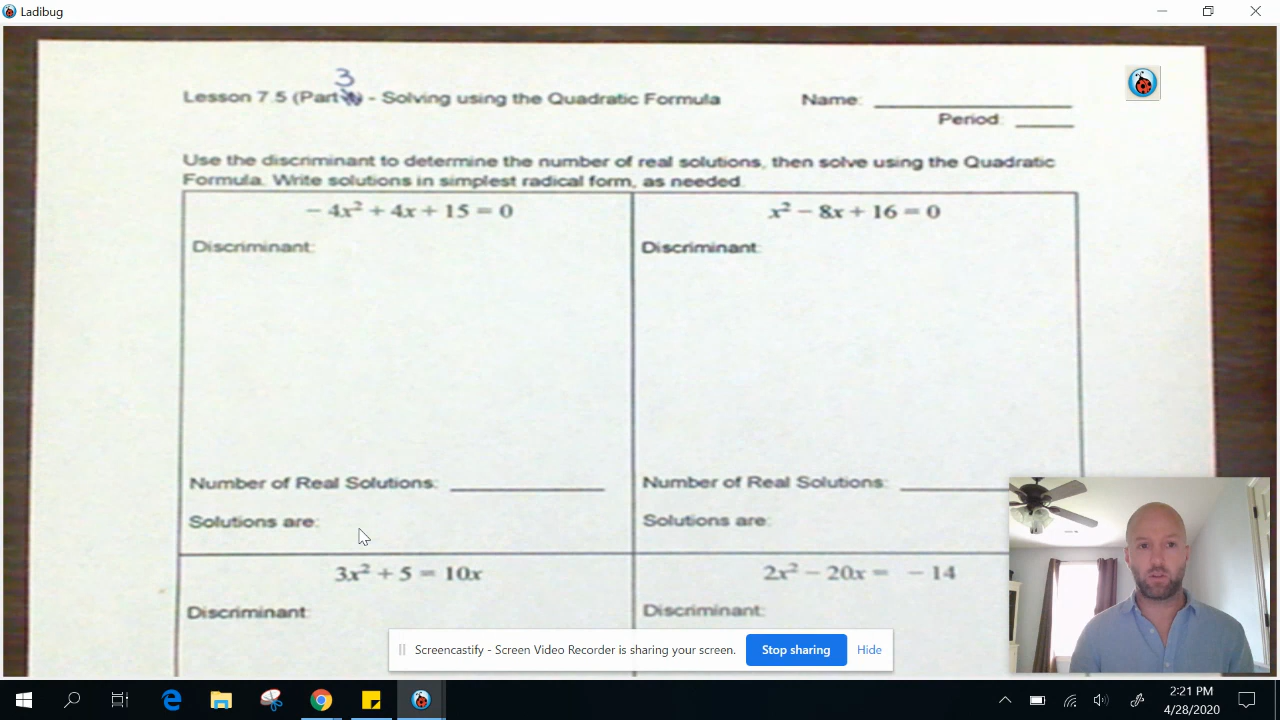 Ladibug
3
Lesson 7.5 (Part - Solving using the Quadratic Formula
Name:
Period:
Use the discriminant to determine the number of real solutions, then solve using the Quadratic
Formula. Write solutions in simplest radical form, as needed.
− 4x² + 4x + 15 = 0
x² − 8x + 16 = 0
Discriminant:
Discriminant:
Number of Real Solutions:
Number of Real Solutions:
Solutions are:
Solutions are:
3x² + 5 = 10x
2x² − 20x = − 14
Discriminant:
Discriminant:
Screencastify - Screen Video Recorder is sharing your screen.
Stop sharing
Hide
2:21 PM
4/28/2020